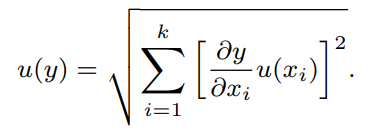 $u(y) = \sqrt{\sum_{i=1}^{k} \left[ \frac{\partial y}{\partial x_i} u(x_i) \right]^2}.$